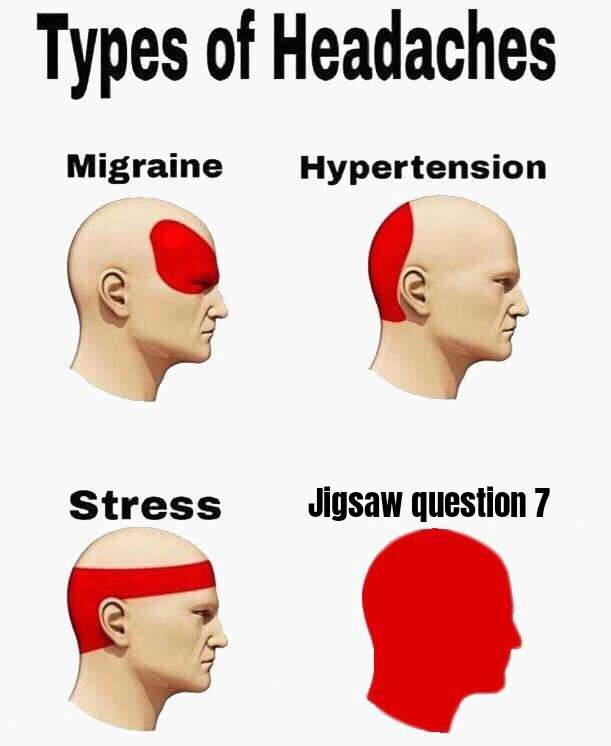 Types of Headaches
Migraine
Hypertension
Stress
Jigsaw question 7